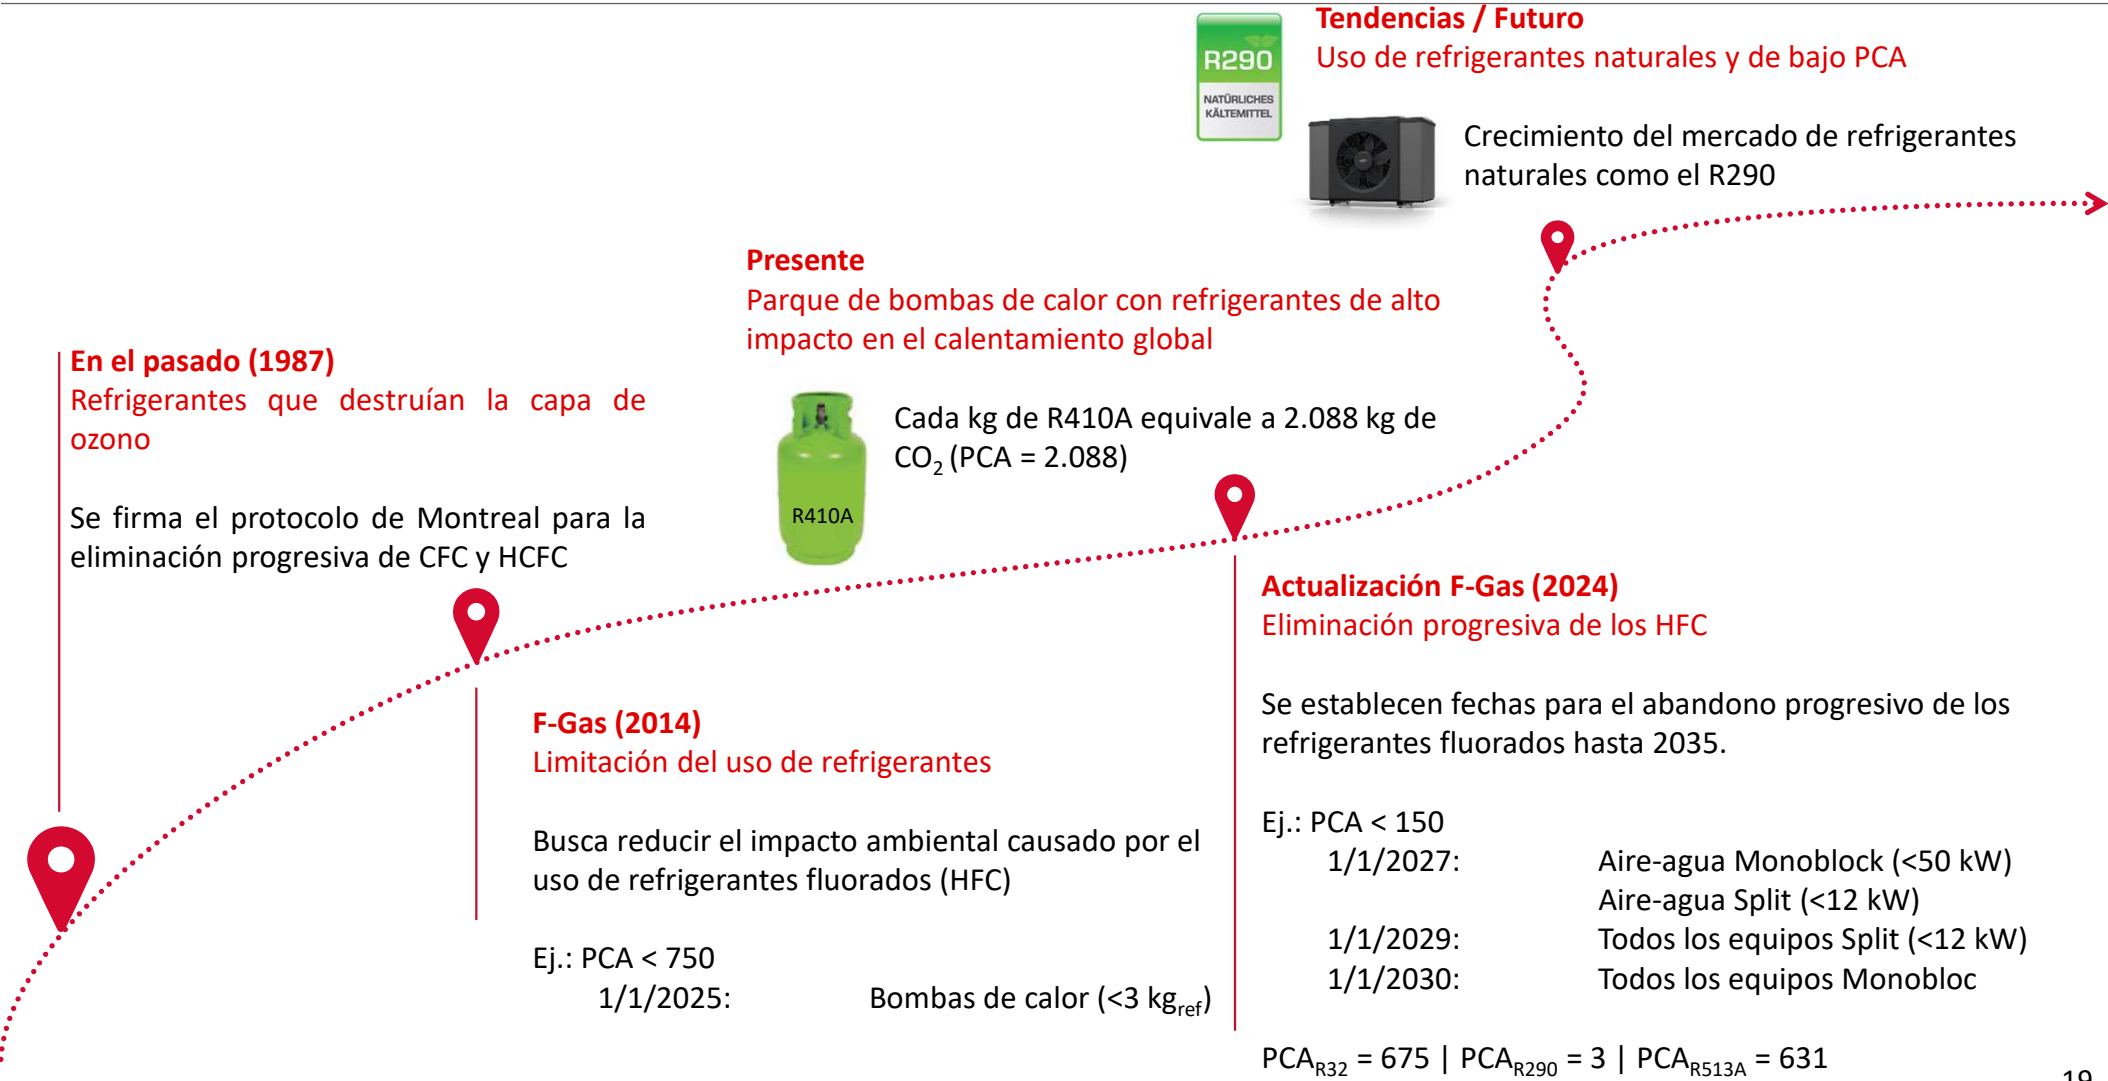 Tendencias / Futuro
Uso de refrigerantes naturales y de bajo PCA
R290
NATÜRLICHES
KÄLTEMITTEL
Crecimiento del mercado de refrigerantes
naturales como el R290
Presente
Parque de bombas de calor con refrigerantes de alto
impacto en el calentamiento global
R410A
Cada kg de R410A equivale a 2.088 kg de
CO2 (PCA = 2.088)
En el pasado (1987)
Refrigerantes que destruían la capa de
ozono
Se firma el protocolo de Montreal para la
eliminación progresiva de CFC y HCFC
F-Gas (2014)
Limitación del uso de refrigerantes
Busca reducir el impacto ambiental causado por el
uso de refrigerantes fluorados (HFC)
Ej.: PCA < 750
1/1/2025: Bombas de calor (<3 kgref)
Actualización F-Gas (2024)
Eliminación progresiva de los HFC
Se establecen fechas para el abandono progresivo de los
refrigerantes fluorados hasta 2035.
Ej.: PCA < 150
1/1/2027: Aire-agua Monoblock (<50 kW)
Aire-agua Split (<12 kW)
1/1/2029: Todos los equipos Split (<12 kW)
1/1/2030: Todos los equipos Monobloc
PCAR32 = 675 | PCAR290 = 3 | PCAR513A = 631
19